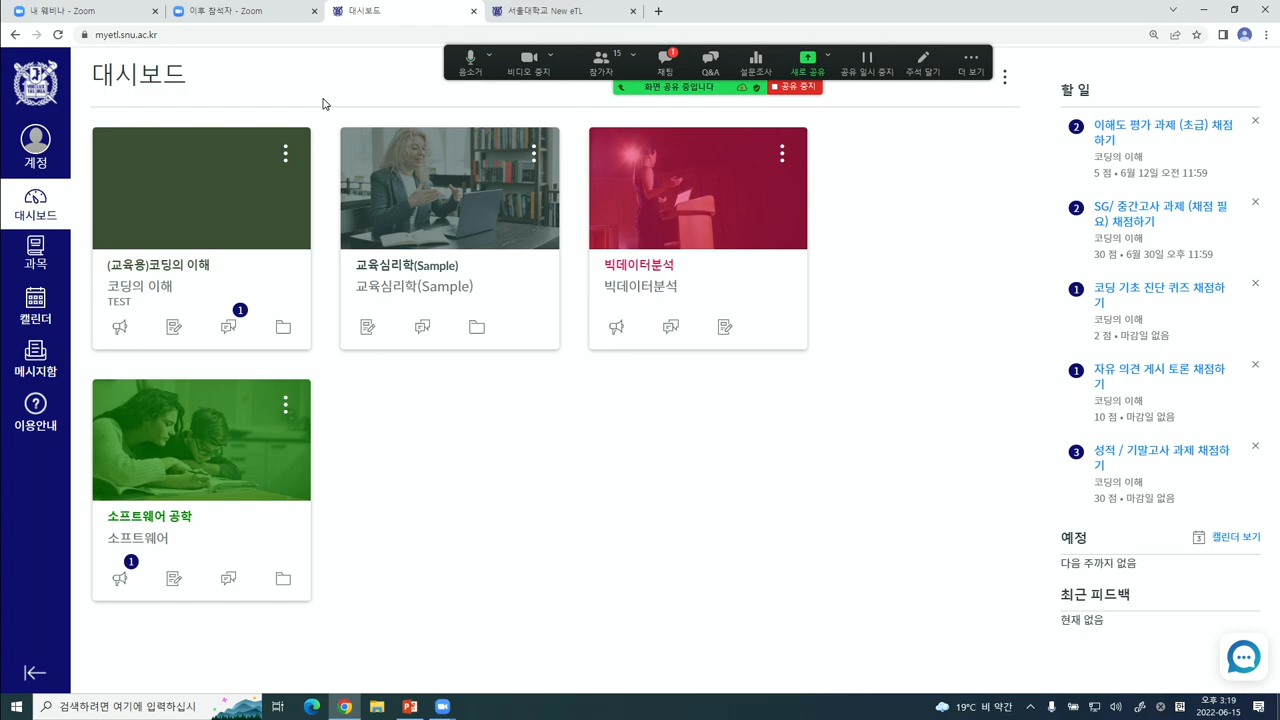 내 웨비나 - Zoom
이후 참석자 - Zoom
대시보드
서울대학교 New eTL
myetl.snu.ac.kr
음소거
비디오 중지
15
참가자
1
채팅
Q&A
설문조사
새로 공유
공유 일시 중지
주석 달기
더 보기
화면 공유 중입니다
공유 중지
계정
대시보드
과목
캘린더
메시지함
이용안내
대시보드
(교육용)코딩의 이해
코딩의 이해
TEST
1
교육심리학(Sample)
교육심리학(Sample)
빅데이터분석
빅데이터분석
소프트웨어 공학
소프트웨어
1
할 일
2
이해도 평가 과제 (초급) 채점
하기
코딩의 이해
5 점 • 6월 12일 오전 11:59
2
SG/ 중간고사 과제 (채점 필
요) 채점하기
코딩의 이해
30 점 • 6월 30일 오후 11:59
1
코딩 기초 진단 퀴즈 채점하
기
코딩의 이해
2 점 • 마감일 없음
1
자유 의견 게시 토론 채점하
기
코딩의 이해
10 점 • 마감일 없음
3
성적 / 기말고사 과제 채점하
기
코딩의 이해
30 점 • 마감일 없음
예정
3
캘린더 보기
다음 주까지 없음
최근 피드백
현재 없음
검색하려면 여기에 입력하십시
19°C 비 약간
오후 3:19
2022-06-15